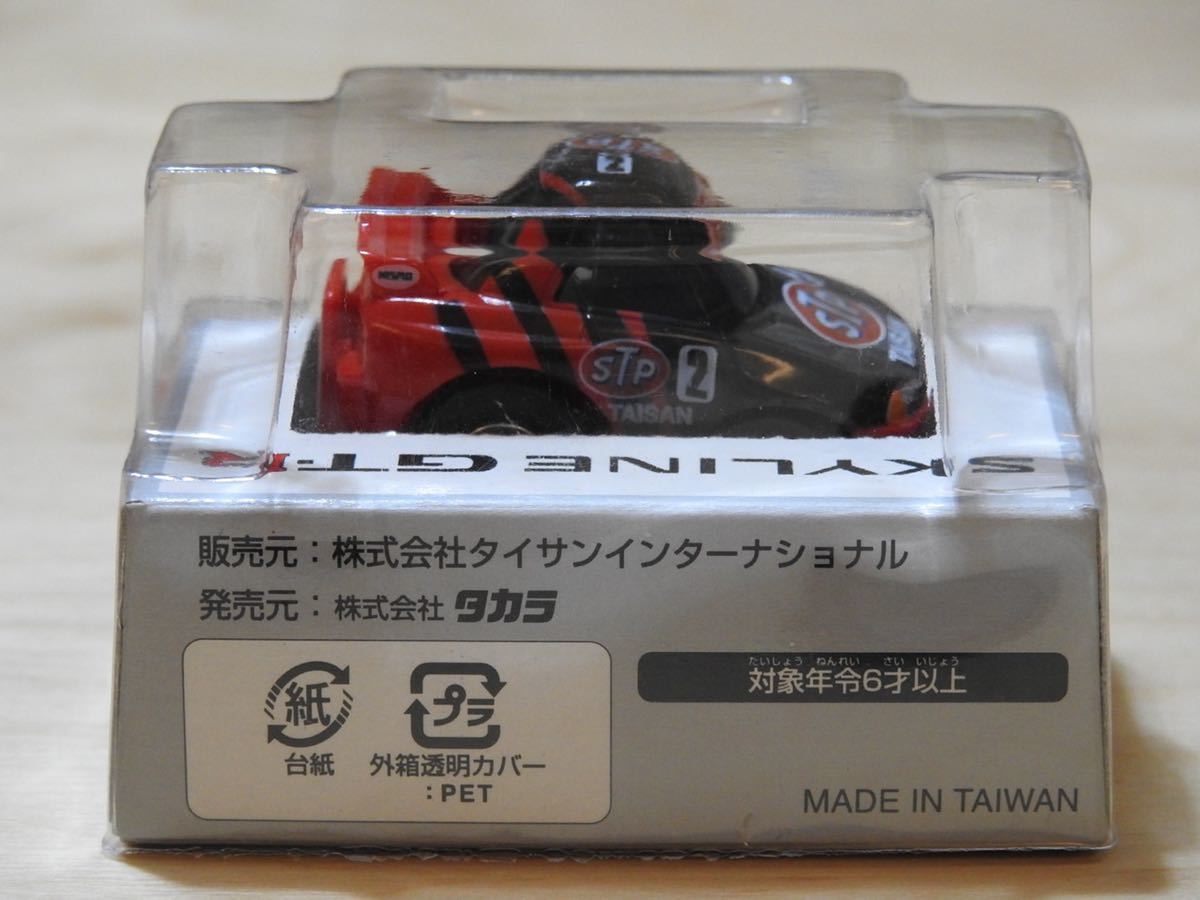 STP
2
NISMO
STP
STP
2
TAISAN
SKYLINE GT-R
販売元：株式会社タイサンインターナショナル
発売元：株式会社 タカラ
たいしょう ねんれい さい いじょう
対象年令6才以上
紙
プラ
台紙
外箱透明カバー
：PET
MADE IN TAIWAN